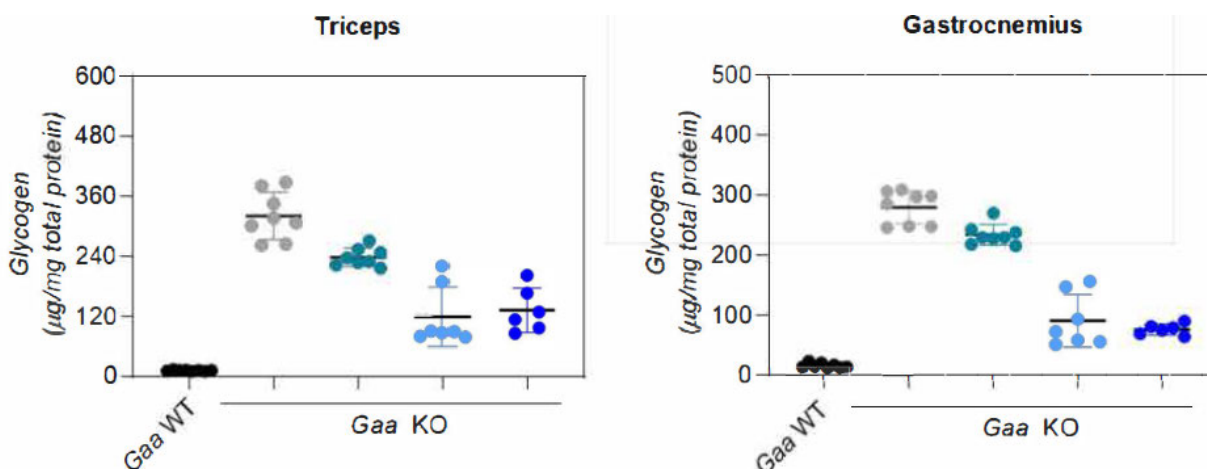 Triceps
Glycogen
(µg/mg total protein)
600
480
360
240
120
0
Gaa WT
Gaa KO
Gastrocnemius
Glycogen
(µg/mg total protein)
500
400
300
200
100
0
Gaa WT
Gaa KO